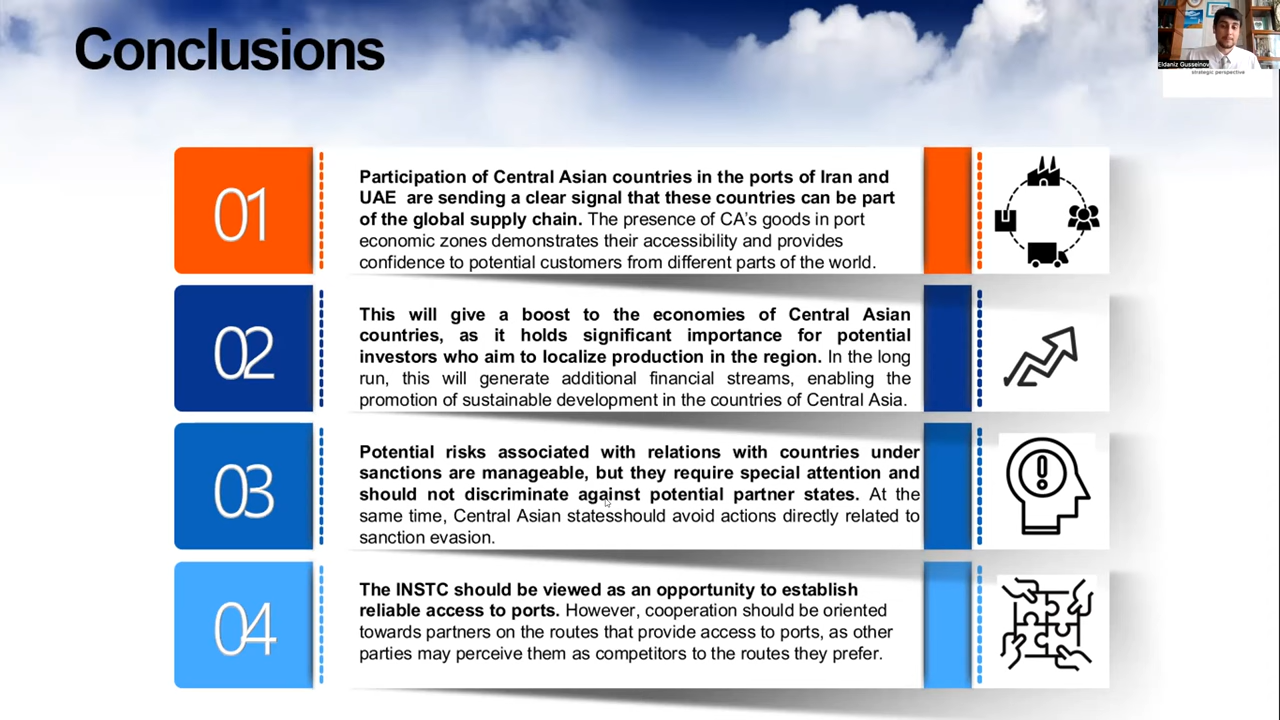 Conclusions
Eldaniz Gusseinov
strategic perspective
01
Participation of Central Asian countries in the ports of Iran and
UAE are sending a clear signal that these countries can be part
of the global supply chain. The presence of CA's goods in port
economic zones demonstrates their accessibility and provides
confidence to potential customers from different parts of the world.
02
This will give a boost to the economies of Central Asian
countries, as it holds significant importance for potential
investors who aim to localize production in the region. In the long
run, this will generate additional financial streams, enabling the
promotion of sustainable development in the countries of Central Asia.
03
Potential risks associated with relations with countries under
sanctions are manageable, but they require special attention and
should not discriminate against potential partner states. At the
same time, Central Asian statesshould avoid actions directly related to
sanction evasion.
04
The INSTC should be viewed as an opportunity to establish
reliable access to ports. However, cooperation should be oriented
towards partners on the routes that provide access to ports, as other
parties may perceive them as competitors to the routes they prefer.